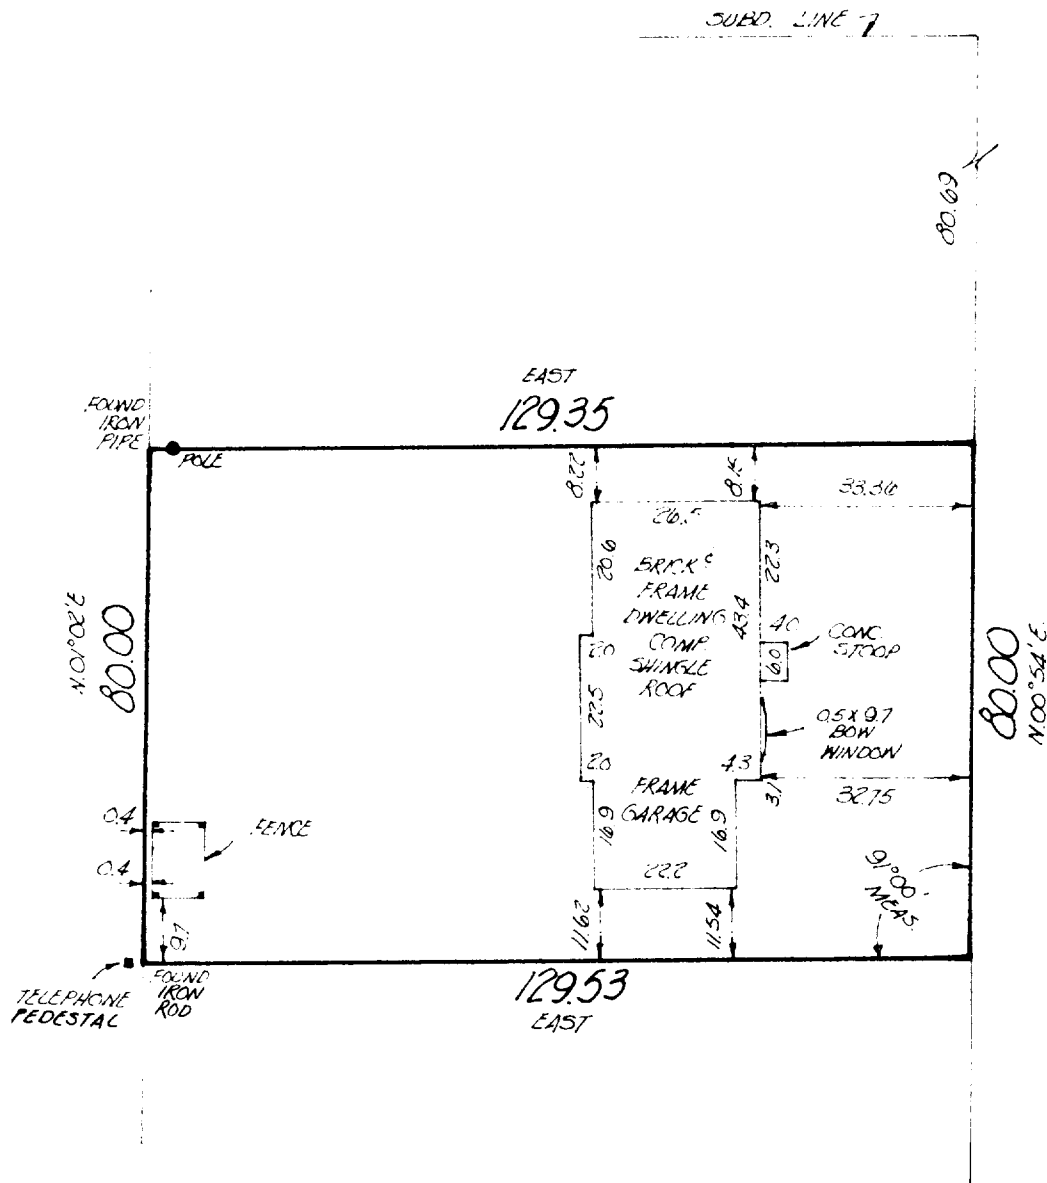 SUBD. LINE
80.69
EAST
129.35
FOUND
IRON
PIPE
POLE
8.22
33.36
26.5
20.6
22.3
BRICK &
FRAME
DWELLING
COMP.
SHINGLE
ROOF
43.4
4.0
CONC.
STOOP
6.0
2.0
22.5
2.0
N.01°02'E
80.00
80.00
N.00°54'E.
0.5 x 9.7
BOW
WINDOW
4.3
3.1
32.75
FRAME
GARAGE
16.9
16.9
22.2
0.4
FENCE
0.4
9.7
91°00'
MEAS.
11.62
11.54
TELEPHONE
PEDESTAL
FOUND
IRON
ROD
129.53
EAST